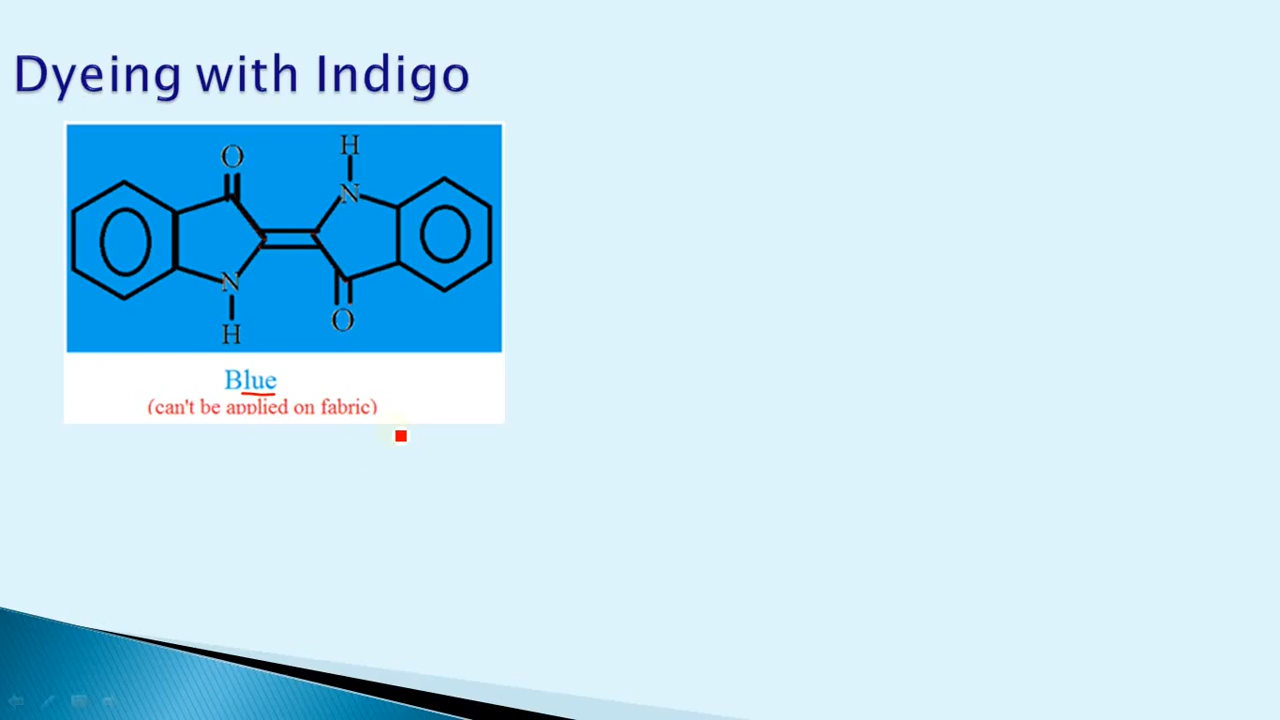 Dyeing with Indigo
O
H
N
N
H
O
Blue
(can't be applied on fabric)